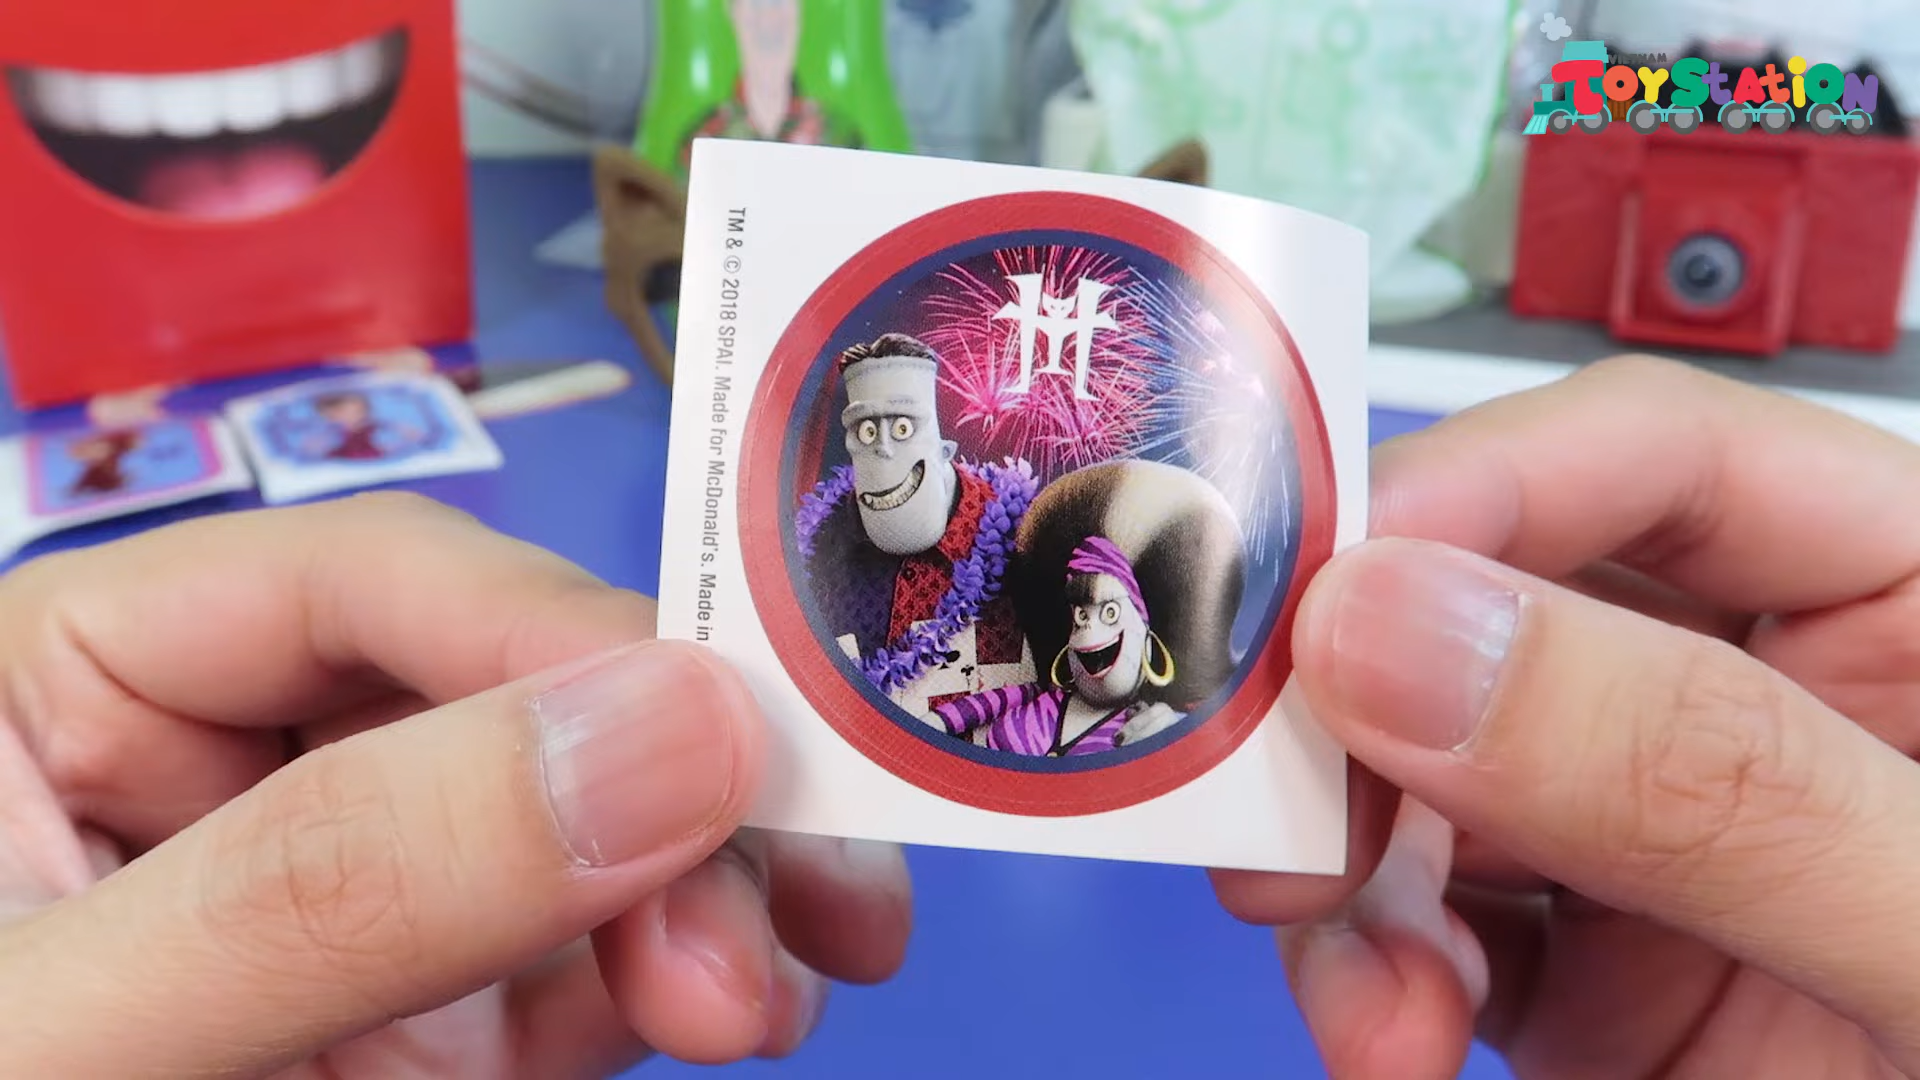 VIETNAM
TOYSTATION
H
TM & © 2018 SPAI. Made for McDonald's. Made in